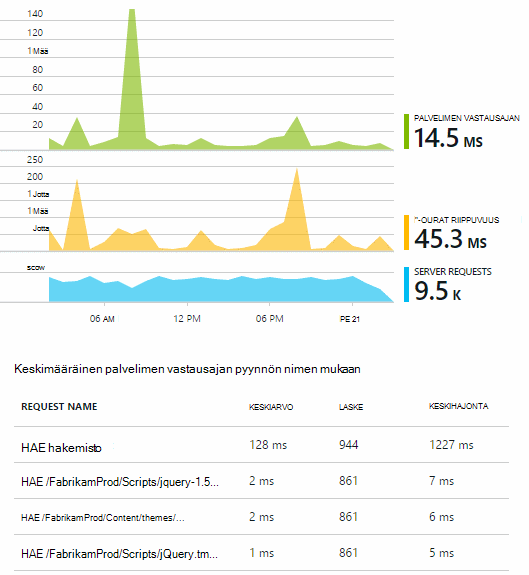 140
120
1 Mää
80
60
40
20
PALVELIMEN VASTAUSAJAN
14.5 MS
250
200
1 Jotta
1 Mää
Jotta
"-OURAT RIIPPUVUUS
45.3 MS
scow
SERVER REQUESTS
9.5 K
06 AM 12 PM 06 PM PE 21
Keskimääräinen palvelimen vastausajan pyynnön nimen mukaan
REQUEST NAME KESKIARVO LASKE KESKIHAJONTA
HAE hakemisto 128 ms 944 1227 ms
HAE /FabrikamProd/Scripts/jquery-1.5... 2 ms 861 7 ms
HAE /FabrikamProd/Content/themes/... 2 ms 861 6 ms
HAE /FabrikamProd/Scripts/jQuery.tm... 1 ms 861 5 ms